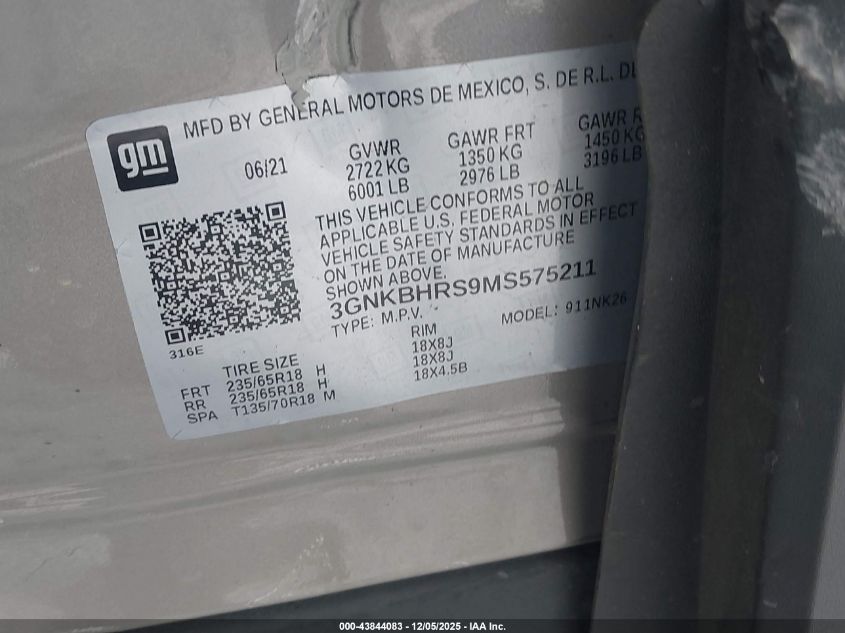 MFD BY GENERAL MOTORS DE MEXICO, S. DE R.L. DE
gm
06/21
GVWR GAWR FRT GAWR R
2722 KG 1350 KG 1450 KG
6001 LB 2976 LB 3196 LB
THIS VEHICLE CONFORMS TO ALL
APPLICABLE U.S. FEDERAL MOTOR
VEHICLE SAFETY STANDARDS IN EFFECT
ON THE DATE OF MANUFACTURE
SHOWN ABOVE.
3GNKBHRS9MS575211
TYPE: M.P.V. MODEL: 911NK26
316E
TIRE SIZE RIM
FRT 235/65R18 H 18X8J
RR 235/65R18 H 18X8J
SPA T135/70R18 M 18X4.5B
000-43844083 - 12/05/2025 - IAA Inc.